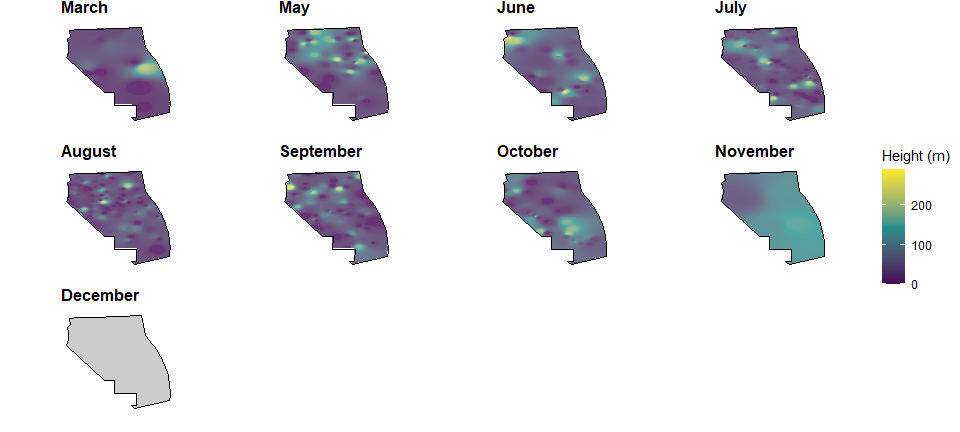 March
May
June
July
August
September
October
November
Height (m)
200
100
0
December